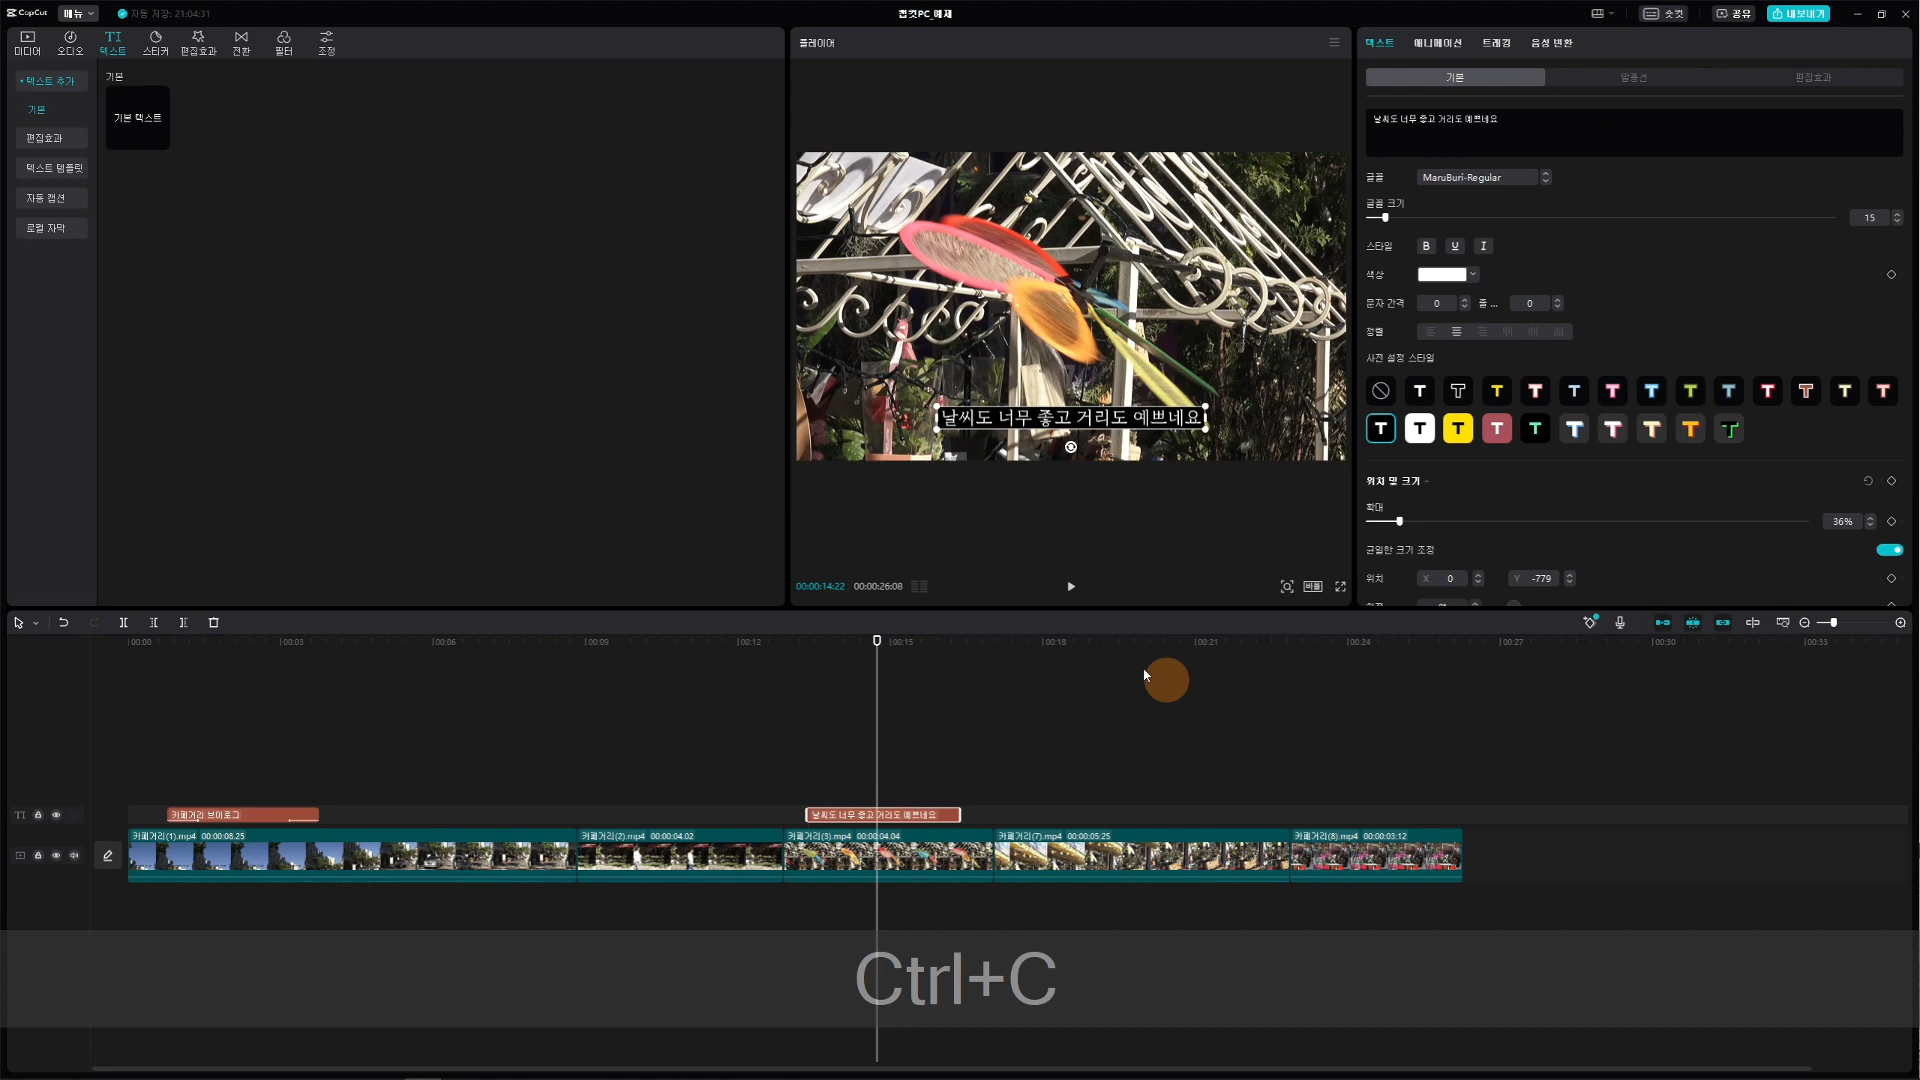 CapCut 메뉴 자동 저장: 21:04:31 캡컷PC_예제 숏컷 공유 내보내기
미디어 오디오 텍스트 스티커 편집효과 전환 필터 조정
TI
텍스트 추가
기본
편집효과
텍스트 템플릿
자동 캡션
로컬 자막
기본
기본 텍스트
플레이어
날씨도 너무 좋고 거리도 예쁘네요
00:00:14:22 00:00:26:08
비율
텍스트 애니메이션 트래킹 음성 변환
기본 말풍선 편집효과
날씨도 너무 좋고 거리도 예쁘네요
글꼴 MaruBuri-Regular
글꼴 크기
15
스타일 B U I
색상
문자 간격 0 줄 ... 0
정렬
사전 설정 스타일
T T T T T T T T T T T T T
T T T T T T T T T T
위치 및 크기
확대
36%
균일한 크기 조정
위치 X 0 Y -779
00:00 00:03 00:06 00:09 00:12 00:15 00:18 00:21 00:24 00:27 00:30 00:33
TI 카페거리 브이로그 날씨도 너무 좋고 거리도 예쁘네요
카페거리(1).mp4 00:00:08:25 카페거리(2).mp4 00:00:04:02 카페거리(3).mp4 00:00:04:04 카페거리(7).mp4 00:00:05:25 카페거리(8).mp4 00:00:03:12
Ctrl+C